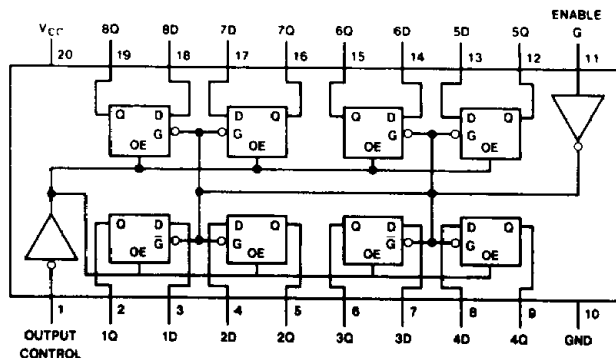 ENABLE
VCC 8Q 8D 7D 7Q 6Q 6D 5D 5Q G
20 19 18 17 16 15 14 13 12 11
Q D D Q Q D D Q
G G G G
OE OE OE OE
Q D D Q Q D D Q
G G G G
OE OE OE OE
1 2 3 4 5 6 7 8 9 10
OUTPUT CONTROL 1Q 1D 2D 2Q 3Q 3D 4D 4Q GND